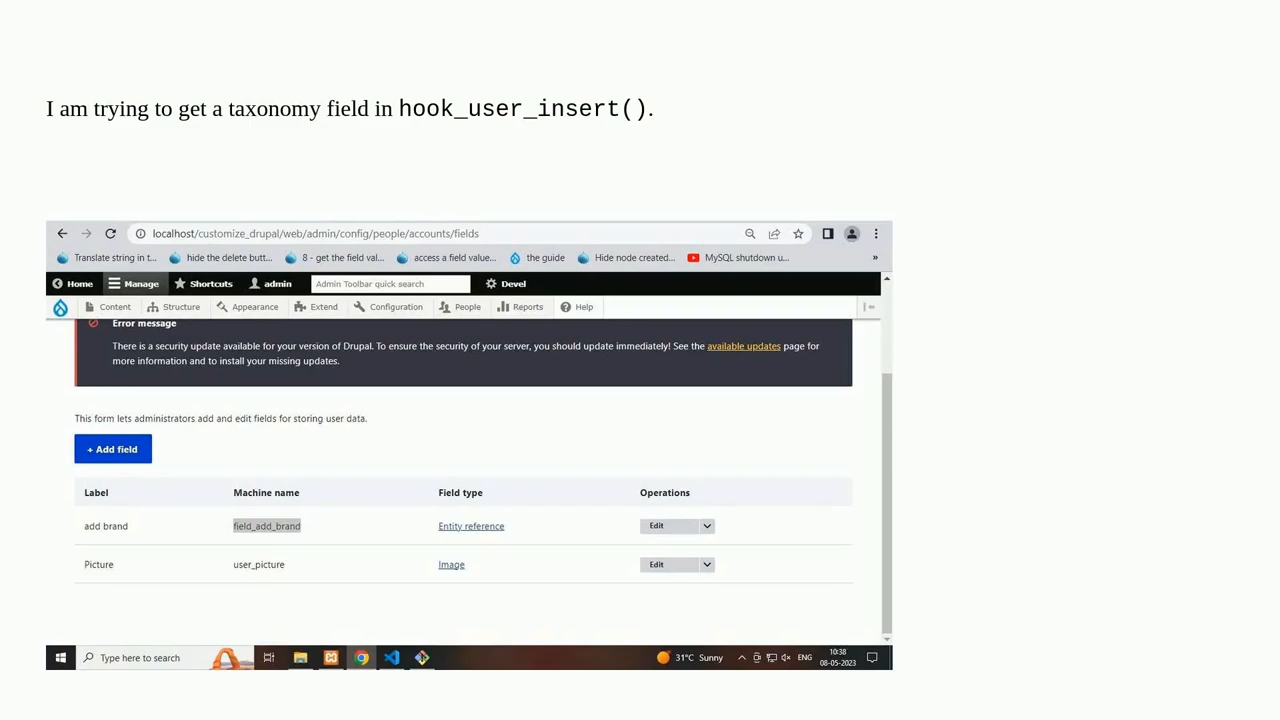 I am trying to get a taxonomy field in hook_user_insert().
localhost/customize_drupal/web/admin/config/people/accounts/fields
Translate string in t... hide the delete butt... 8 - get the field val... access a field value... the guide Hide node created... MySQL shutdown u... »
Home Manage Shortcuts admin Admin Toolbar quick search Devel
Content Structure Appearance Extend Configuration People Reports Help
Error message
There is a security update available for your version of Drupal. To ensure the security of your server, you should update immediately! See the available updates page for
more information and to install your missing updates.
This form lets administrators add and edit fields for storing user data.
+ Add field
Label Machine name Field type Operations
add brand field_add_brand Entity reference Edit
Picture user_picture Image Edit
Type here to search 31°C Sunny ENG 10:38
08-05-2023